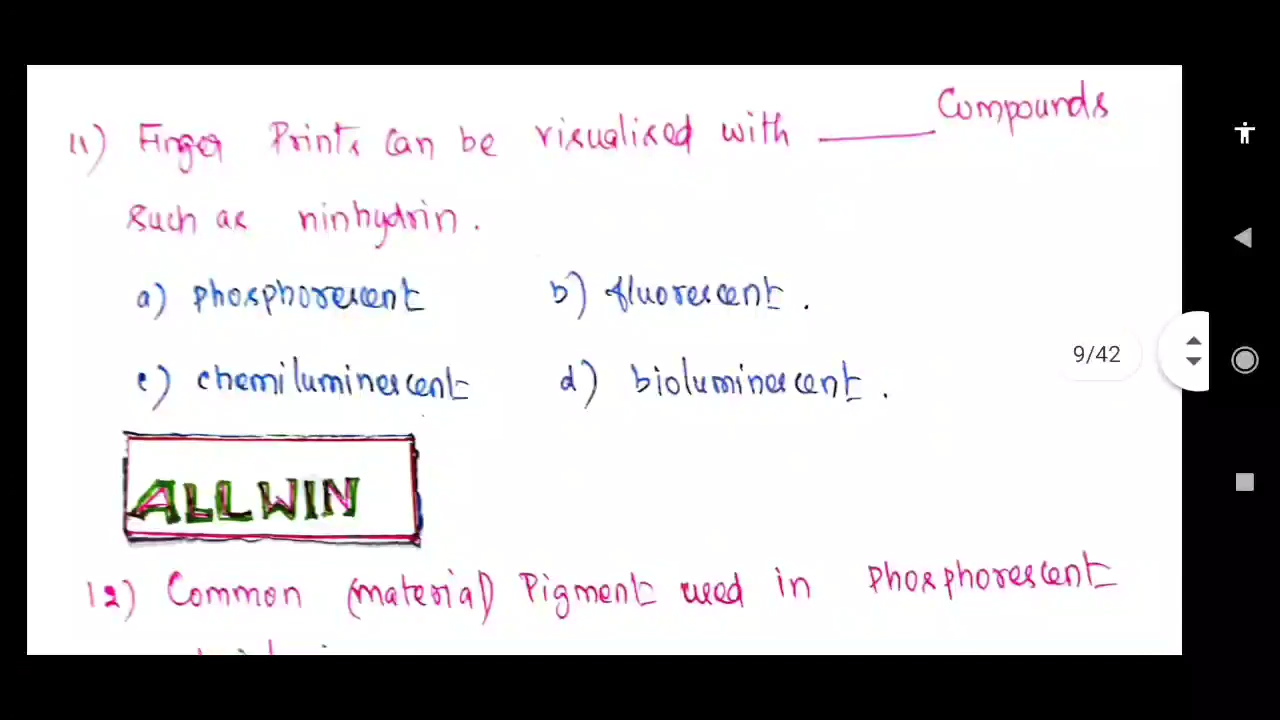 11) Finger Prints can be visualised with ______ Compounds
such as ninhydrin.
a) phosphorescent b) fluorescent.
c) chemiluminescent d) bioluminescent.
9/42
ALLWIN
12) Common (material) Pigment used in phosphorescent